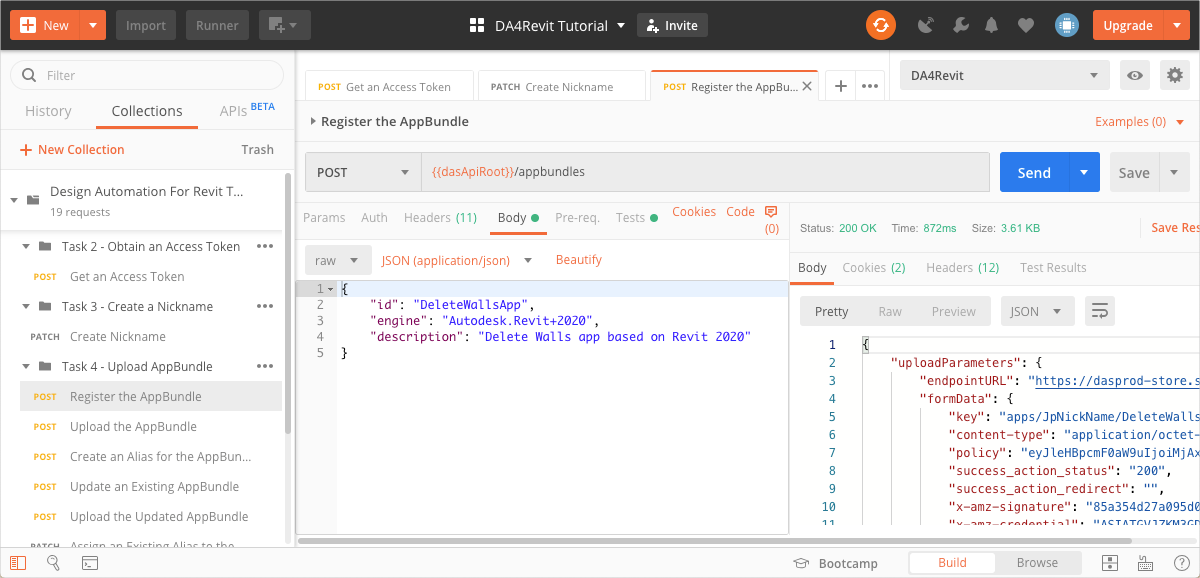 New
Import
Runner
DA4Revit Tutorial
Invite
Upgrade
Filter
History
Collections
APIs BETA
New Collection
Trash
Design Automation For Revit T...
19 requests
Task 2 - Obtain an Access Token
POST Get an Access Token
Task 3 - Create a Nickname
PATCH Create Nickname
Task 4 - Upload AppBundle
POST Register the AppBundle
POST Upload the AppBundle
POST Create an Alias for the AppBun...
POST Update an Existing AppBundle
POST Upload the Updated AppBundle
PATCH Assign an Existing Alias to the
POST Get an Access Token
PATCH Create Nickname
POST Register the AppBu...
DA4Revit
Register the AppBundle
Examples (0)
POST
{{dasApiRoot}}/appbundles
Send
Save
Params
Auth
Headers (11)
Body
Pre-req.
Tests
Cookies
Code
(0)
raw
JSON (application/json)
Beautify
1 {
2 "id": "DeleteWallsApp",
3 "engine": "Autodesk.Revit+2020",
4 "description": "Delete Walls app based on Revit 2020"
5 }
Status: 200 OK
Time: 872ms
Size: 3.61 KB
Save Res
Body
Cookies (2)
Headers (12)
Test Results
Pretty
Raw
Preview
JSON
1 {
2 "uploadParameters": {
3 "endpointURL": "https://dasprod-store.s
4 "formData": {
5 "key": "apps/JpNickName/DeleteWalls
6 "content-type": "application/octet-
7 "policy": "eyJleHBpcmF0aW9uIjoiMjAx
8 "success_action_status": "200",
9 "success_action_redirect": "",
10 "x-amz-signature": "85a354d27a095d0
11 "x-amz-credential":
Bootcamp
Build
Browse